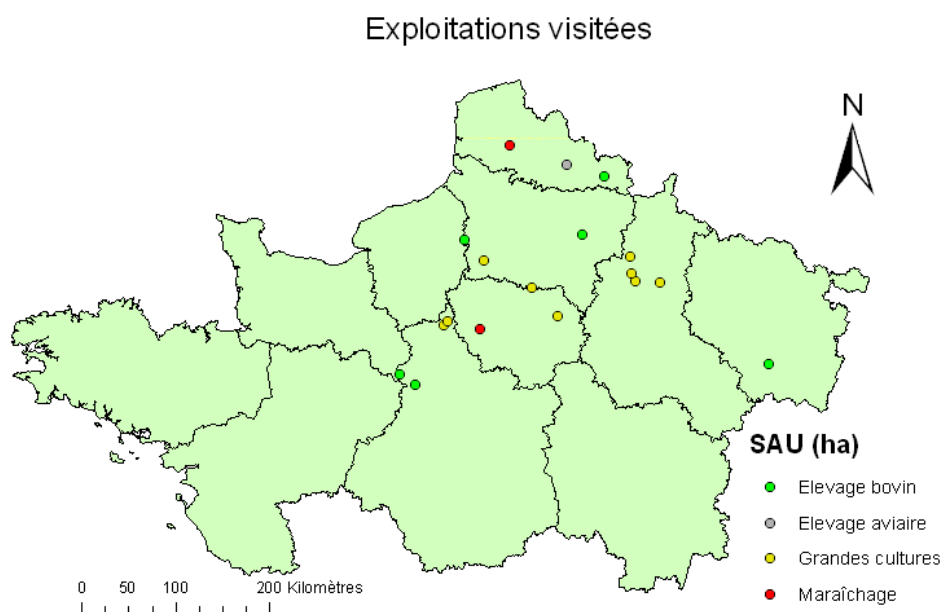 Exploitations visitées
N
SAU (ha)
Elevage bovin
Elevage aviaire
Grandes cultures
Maraîchage
0 50 100 200 Kilomètres